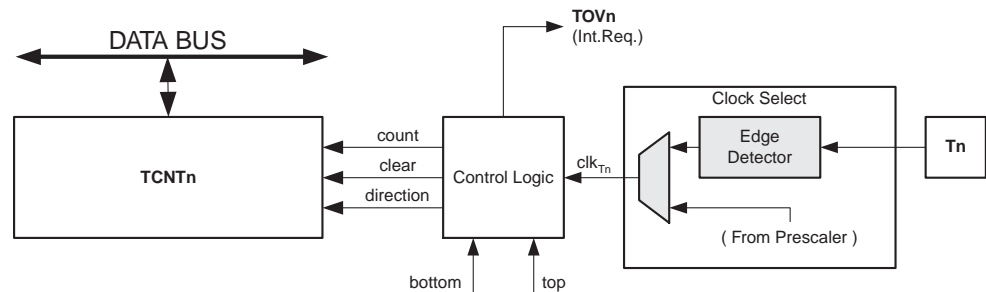 TOVn
(Int.Req.)
DATA BUS
Clock Select
count
Edge
Detector
Tn
TCNTn
clear
Control Logic
clkTn
direction
( From Prescaler )
bottom
top